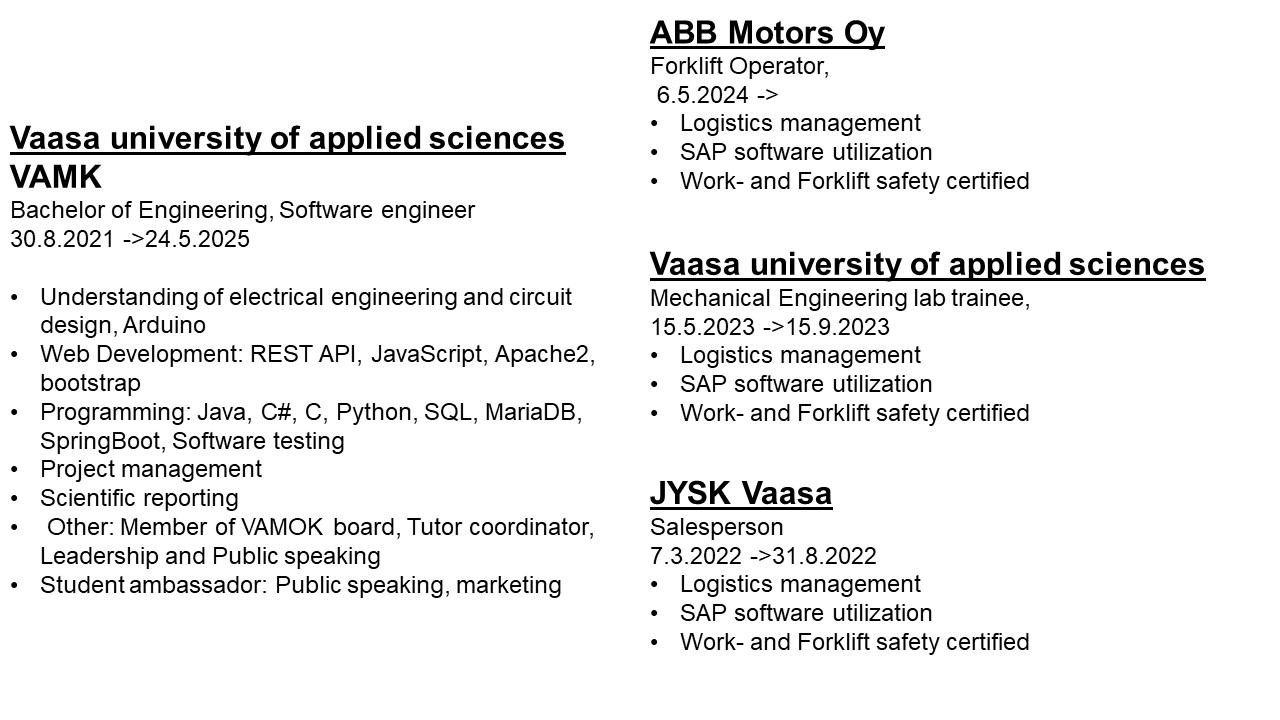 Vaasa university of applied sciences
VAMK
Bachelor of Engineering, Software engineer
30.8.2021 ->24.5.2025
• Understanding of electrical engineering and circuit
design, Arduino
• Web Development: REST API, JavaScript, Apache2,
bootstrap
• Programming: Java, C#, C, Python, SQL, MariaDB,
SpringBoot, Software testing
• Project management
• Scientific reporting
• Other: Member of VAMOK board, Tutor coordinator,
Leadership and Public speaking
• Student ambassador: Public speaking, marketing
ABB Motors Oy
Forklift Operator,
6.5.2024 ->
• Logistics management
• SAP software utilization
• Work- and Forklift safety certified
Vaasa university of applied sciences
Mechanical Engineering lab trainee,
15.5.2023 ->15.9.2023
• Logistics management
• SAP software utilization
• Work- and Forklift safety certified
JYSK Vaasa
Salesperson
7.3.2022 ->31.8.2022
• Logistics management
• SAP software utilization
• Work- and Forklift safety certified